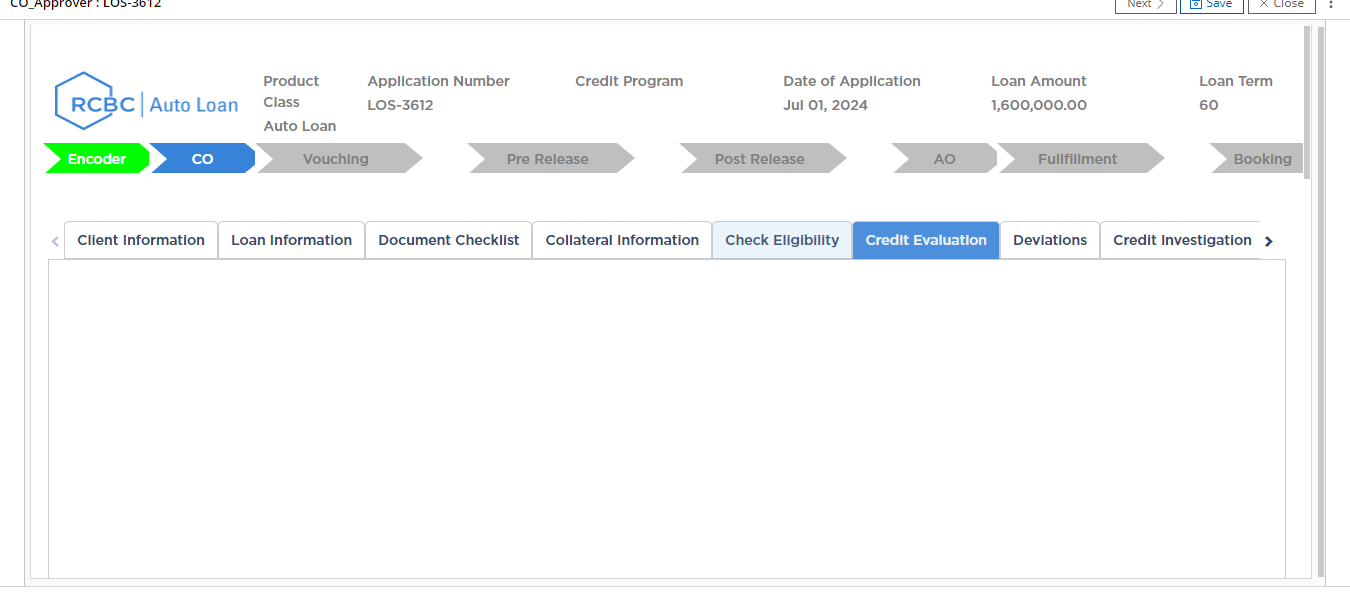 CO_Approver : LOS-3612
Next Save Close
Product Class Application Number Credit Program Date of Application Loan Amount Loan Term
RCBC | Auto Loan
Auto Loan LOS-3612 Jul 01, 2024 1,600,000.00 60
Encoder CO Vouching Pre Release Post Release AO Fullfillment Booking
Client Information Loan Information Document Checklist Collateral Information Check Eligibility Credit Evaluation Deviations Credit Investigation